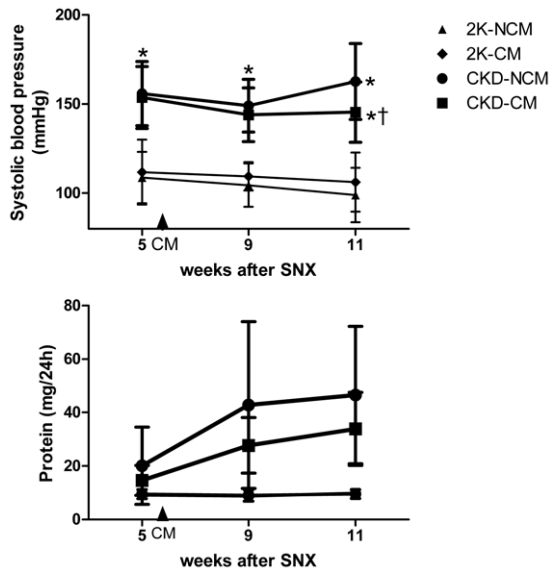 Systolic blood pressure
(mmHg)
200
150
100
*
*
*
*†
5 CM 9 11
weeks after SNX
2K-NCM
2K-CM
CKD-NCM
CKD-CM
Protein (mg/24h)
80
60
40
20
0
5 CM 9 11
weeks after SNX